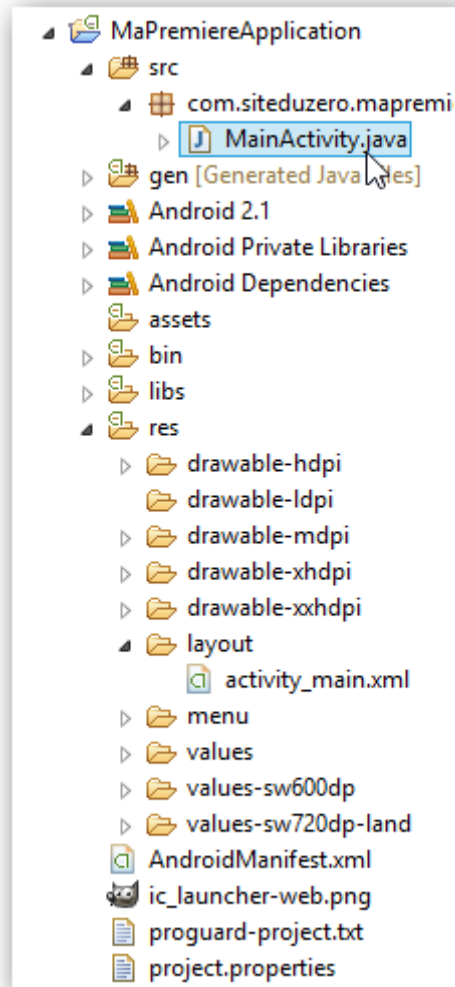 MaPremiereApplication
src
com.siteduzero.mapremi
MainActivity.java
gen [Generated Java Files]
Android 2.1
Android Private Libraries
Android Dependencies
assets
bin
libs
res
drawable-hdpi
drawable-ldpi
drawable-mdpi
drawable-xhdpi
drawable-xxhdpi
layout
activity_main.xml
menu
values
values-sw600dp
values-sw720dp-land
AndroidManifest.xml
ic_launcher-web.png
proguard-project.txt
project.properties